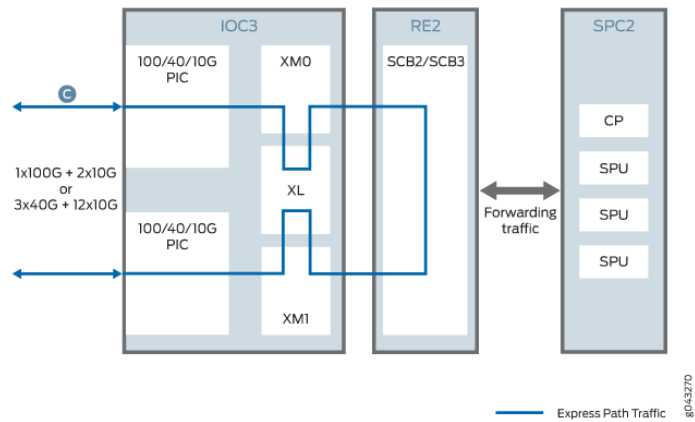 IOC3
RE2
SPC2
100/40/10G
PIC
XM0
SCB2/SCB3
C
CP
1x100G + 2x10G
or
3x40G + 12x10G
XL
SPU
SPU
SPU
Forwarding
traffic
100/40/10G
PIC
XM1
g043270
Express Path Traffic